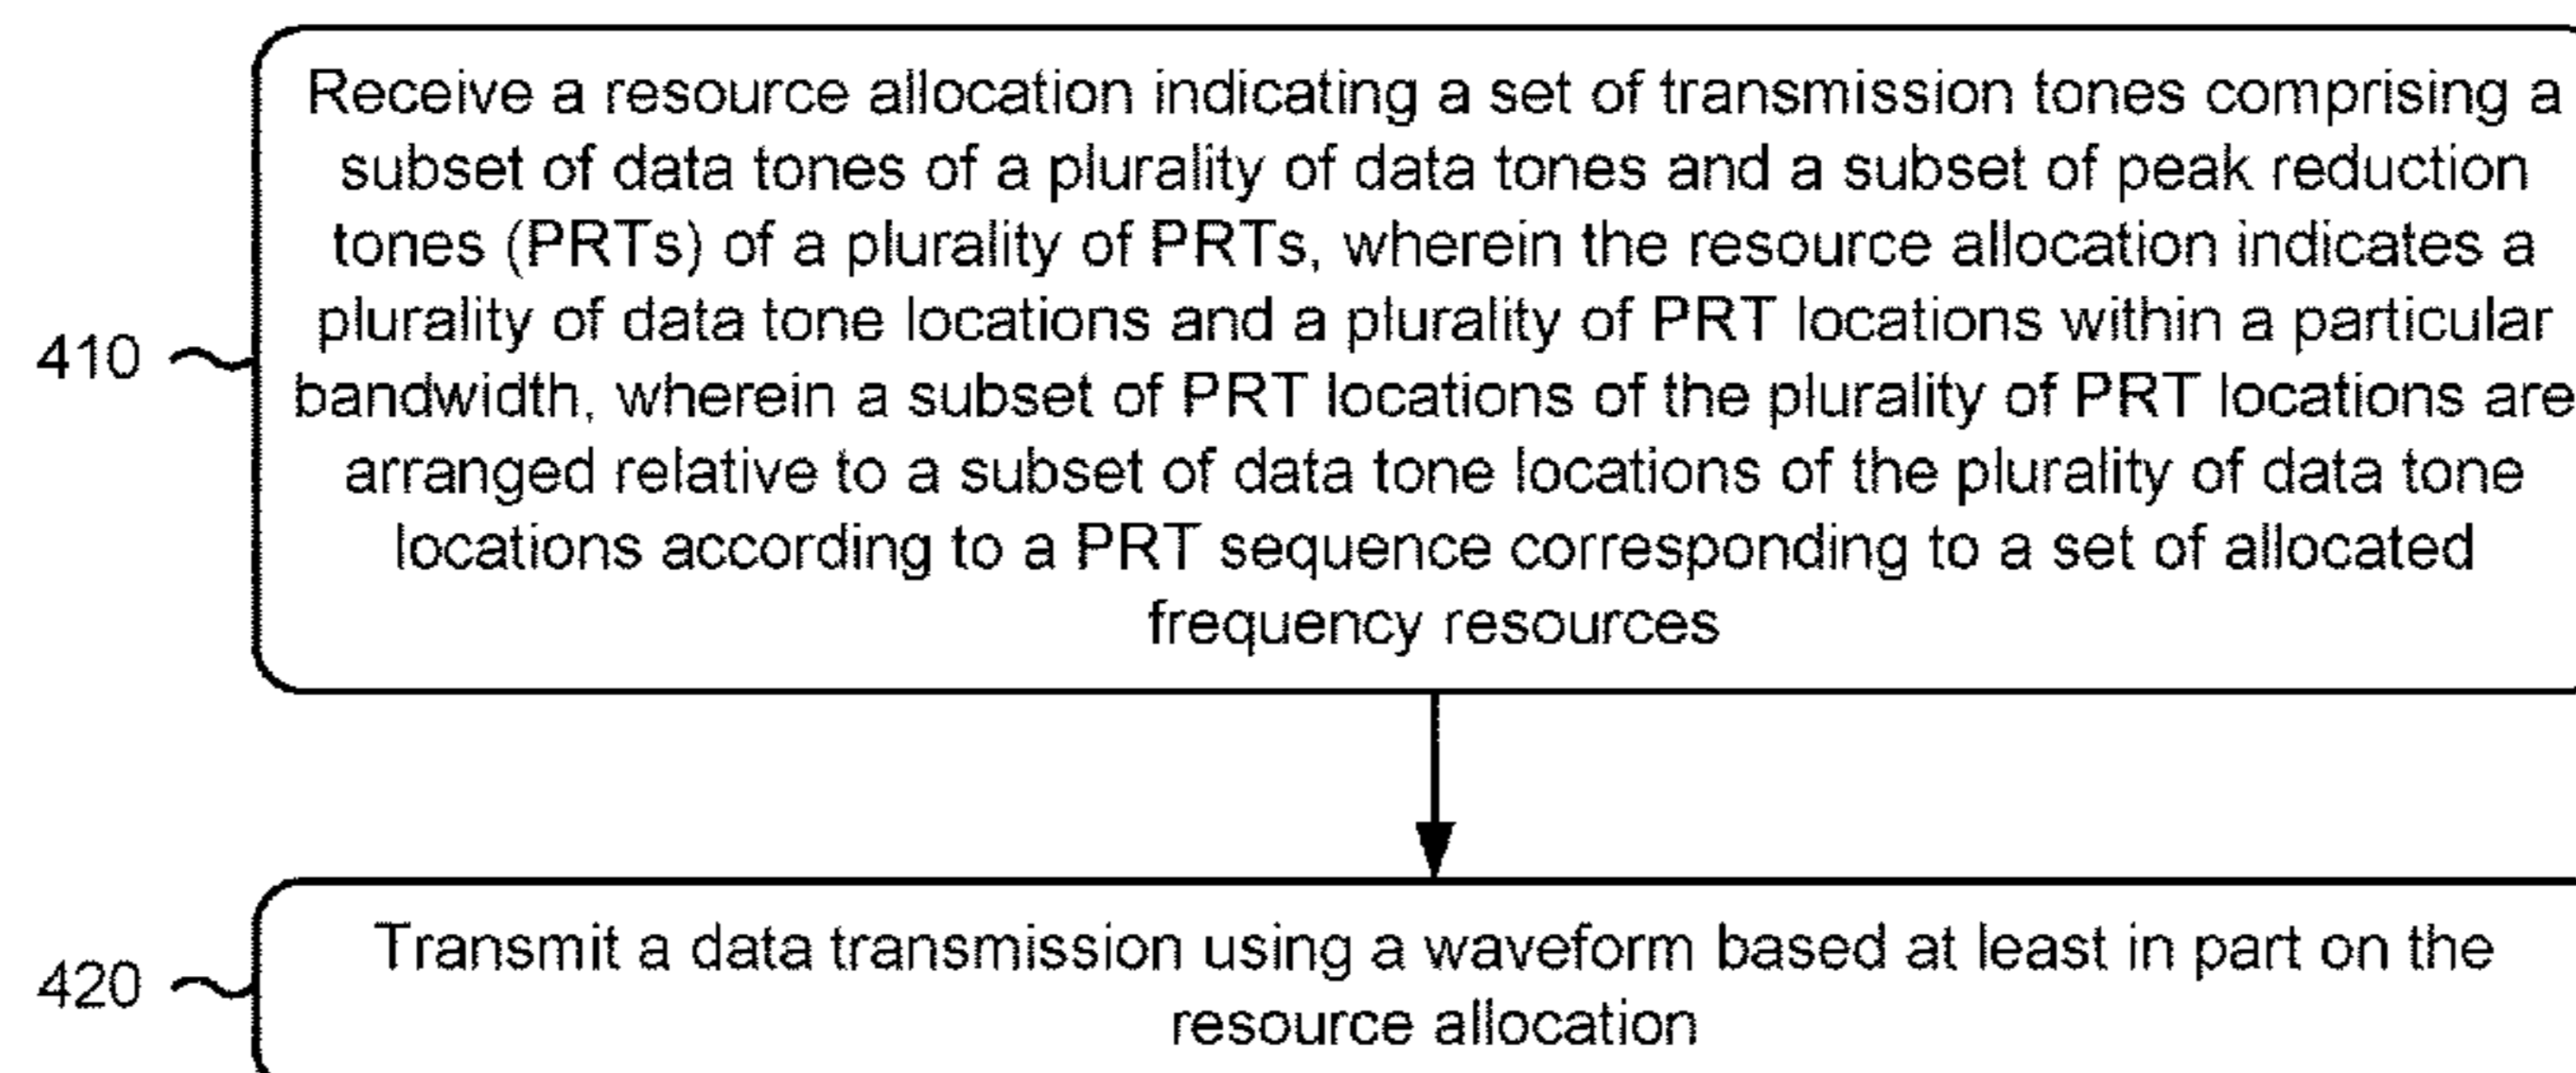 Receive a resource allocation indicating a set of transmission tones comprising a
subset of data tones of a plurality of data tones and a subset of peak reduction
tones (PRTs) of a plurality of PRTs, wherein the resource allocation indicates a
plurality of data tone locations and a plurality of PRT locations within a particular
410
bandwidth, wherein a subset of PRT locations of the plurality of PRT locations are
arranged relative to a subset of data tone locations of the plurality of data tone
locations according to a PRT sequence corresponding to a set of allocated
frequency resources
Transmit a data transmission using a waveform based at least in part on the
420
resource allocation